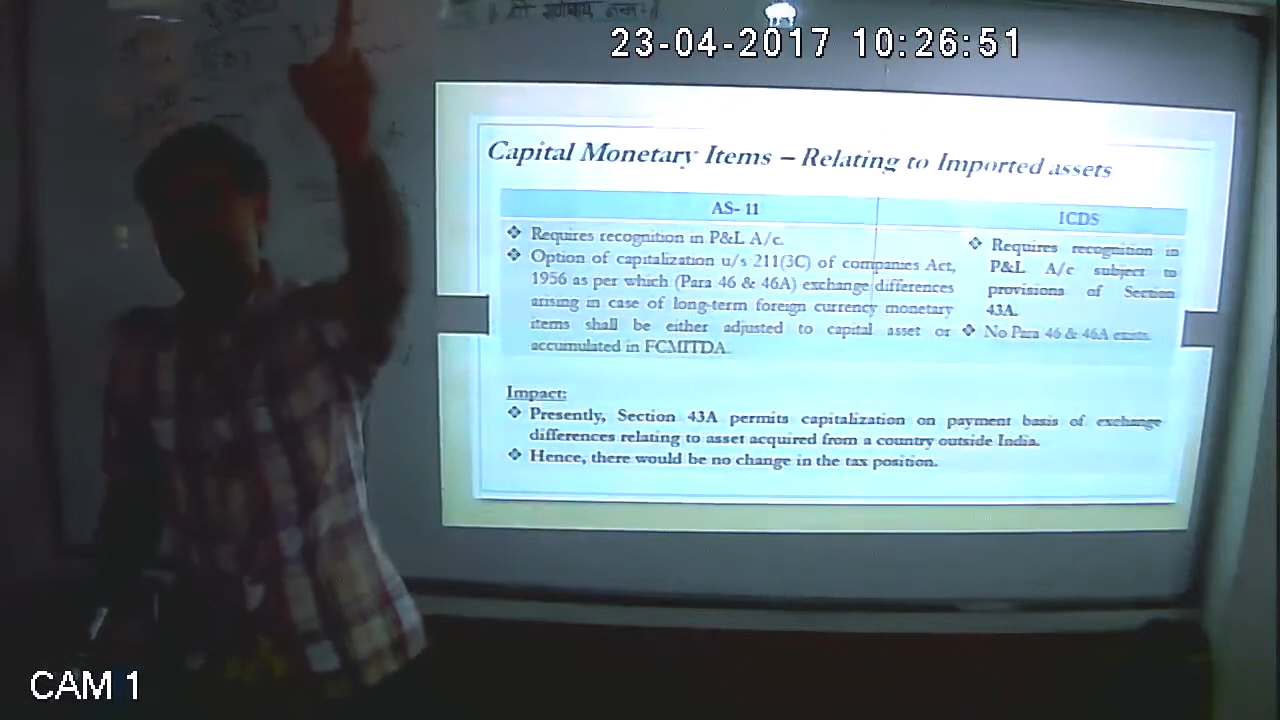 23-04-2017 10:26:51
Capital Monetary Items – Relating to Imported assets
AS- 11
❖ Requires recognition in P&L A/c.
❖ Option of capitalization u/s 211(3C) of companies Act,
1956 as per which (Para 46 & 46A) exchange differences
arising in case of long-term foreign currency monetary
items shall be either adjusted to capital asset or
accumulated in FCMITDA.
ICDS
❖ Requires recognition in
P&L A/c subject to
provisions of Section
43A.
❖ No Para 46 & 46A exists.
Impact:
❖ Presently, Section 43A permits capitalization on payment basis of exchange
differences relating to asset acquired from a country outside India.
❖ Hence, there would be no change in the tax position.
CAM 1